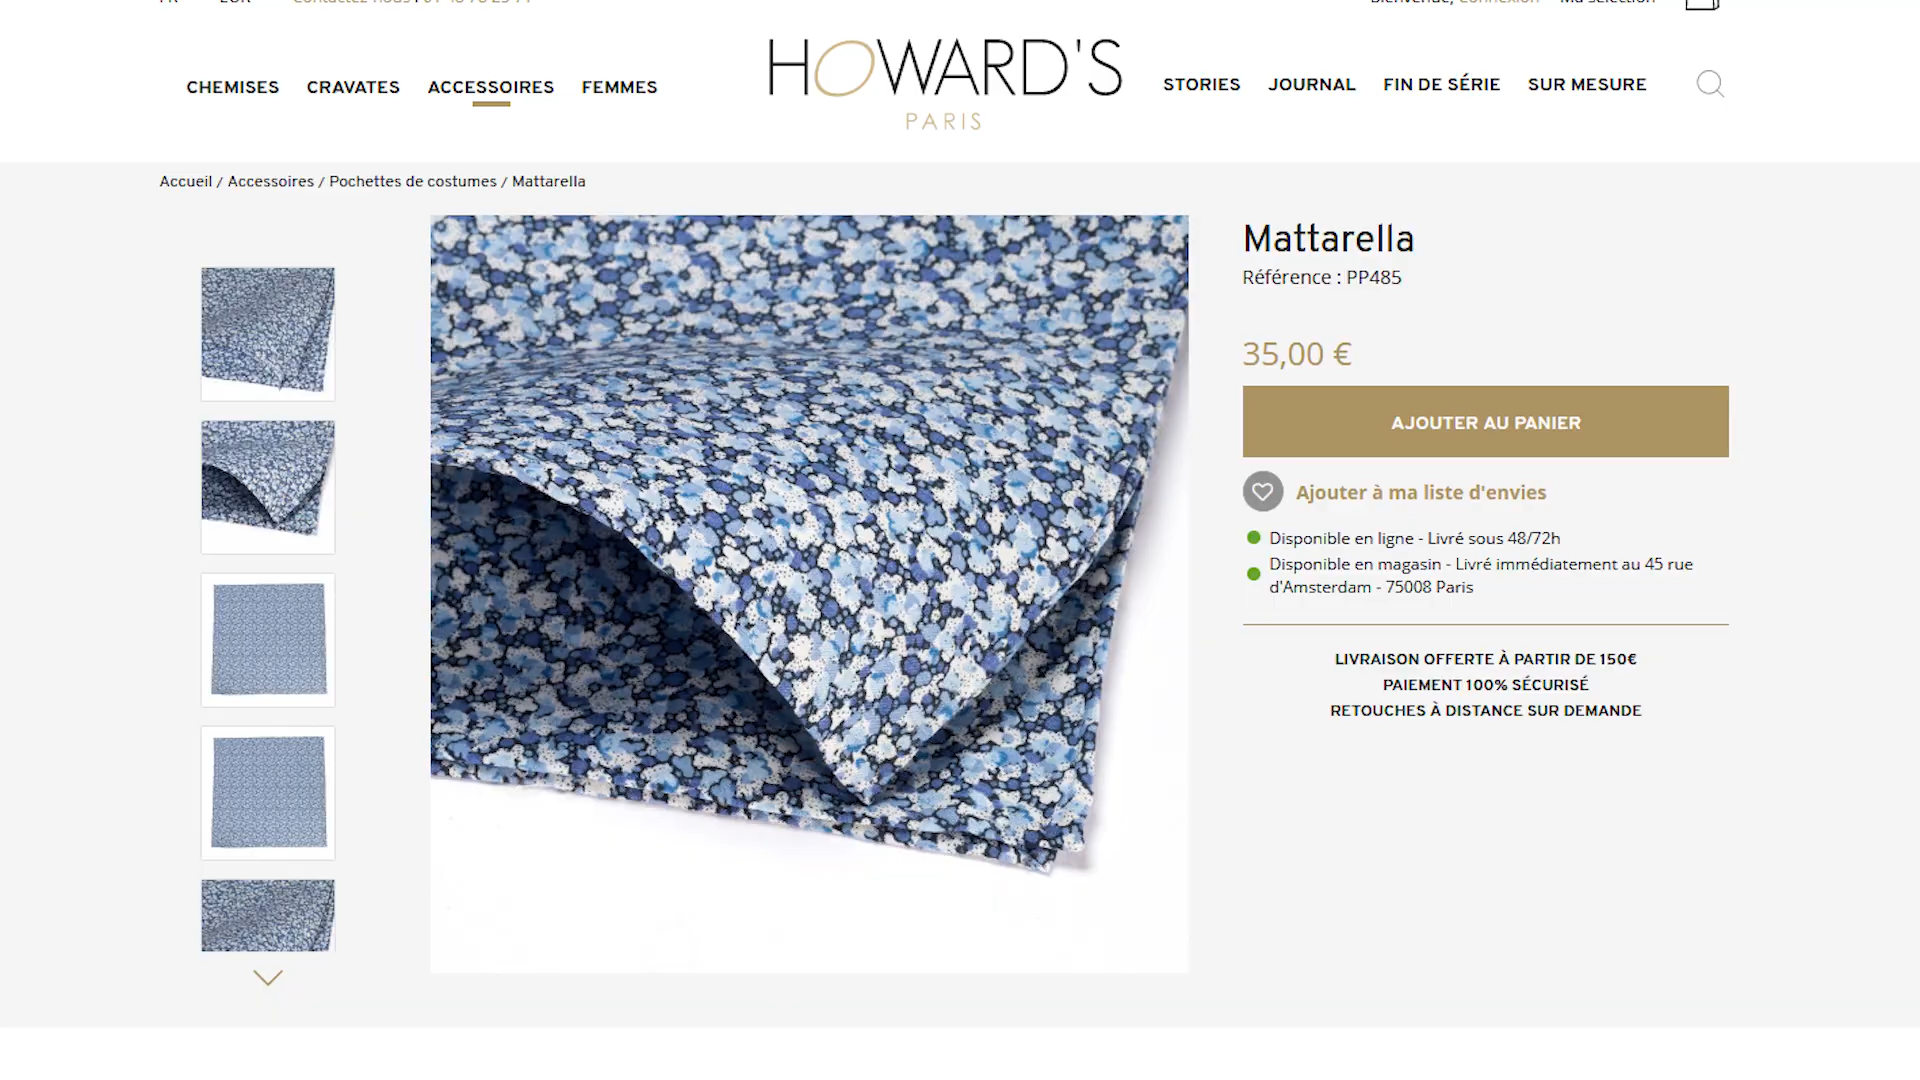 CHEMISES CRAVATES ACCESSOIRES FEMMES
HOWARD'S
PARIS
STORIES JOURNAL FIN DE SÉRIE SUR MESURE
Accueil / Accessoires / Pochettes de costumes / Mattarella
Mattarella
Référence : PP485
35,00 €
AJOUTER AU PANIER
Ajouter à ma liste d'envies
Disponible en ligne - Livré sous 48/72h
Disponible en magasin - Livré immédiatement au 45 rue
d'Amsterdam - 75008 Paris
LIVRAISON OFFERTE À PARTIR DE 150€
PAIEMENT 100% SÉCURISÉ
RETOUCHES À DISTANCE SUR DEMANDE